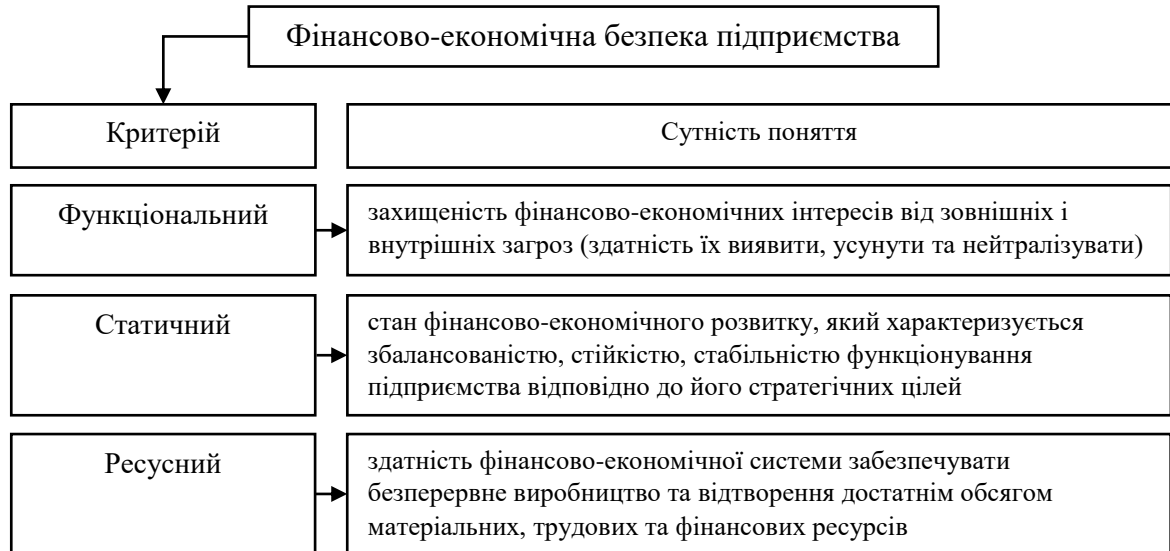 Фінансово-економічна безпека підприємства
Критерій
Сутність поняття
Функціональний
захищеність фінансово-економічних інтересів від зовнішніх і
внутрішніх загроз (здатність їх виявити, усунути та нейтралізувати)
Статичний
стан фінансово-економічного розвитку, який характеризується
збалансованістю, стійкістю, стабільністю функціонування
підприємства відповідно до його стратегічних цілей
Ресусний
здатність фінансово-економічної системи забезпечувати
безперервне виробництво та відтворення достатнім обсягом
матеріальних, трудових та фінансових ресурсів